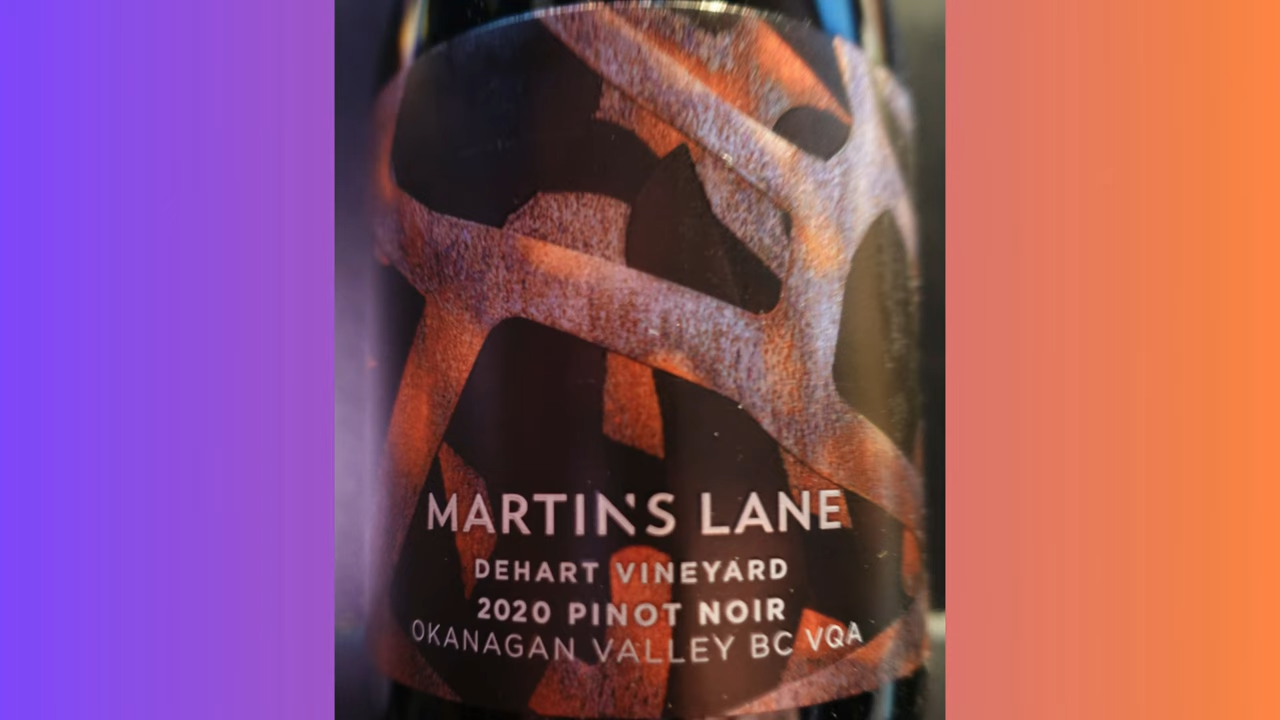 MARTIN'S LANE
DEHART VINEYARD
2020 PINOT NOIR
OKANAGAN VALLEY BC VQA